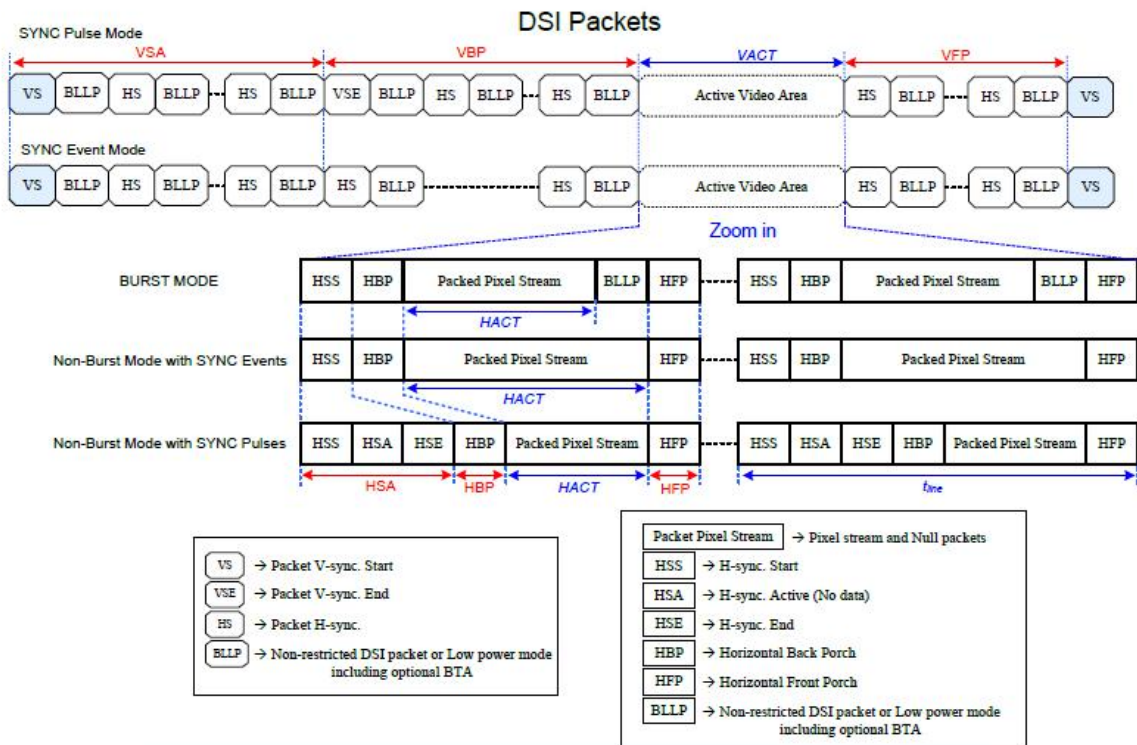 DSI Packets
SYNC Pulse Mode
VSA VBP VACT VFP
VS BLLP HS BLLP HS BLLP VSE BLLP HS BLLP HS BLLP Active Video Area HS BLLP HS BLLP VS
SYNC Event Mode
VS BLLP HS BLLP HS BLLP HS BLLP HS BLLP Active Video Area HS BLLP HS BLLP VS
Zoom in
BURST MODE HSS HBP Packed Pixel Stream BLLP HFP HSS HBP Packed Pixel Stream BLLP HFP
HACT
Non-Burst Mode with SYNC Events HSS HBP Packed Pixel Stream HFP HSS HBP Packed Pixel Stream HFP
HACT
Non-Burst Mode with SYNC Pulses HSS HSA HSE HBP Packed Pixel Stream HFP HSS HSA HSE HBP Packed Pixel Stream HFP
HSA HBP HACT HFP tline
VS → Packet V-sync. Start
VSE → Packet V-sync. End
HS → Packet H-sync.
BLLP → Non-restricted DSI packet or Low power mode
including optional BTA
Packet Pixel Stream → Pixel stream and Null packets
HSS → H-sync. Start
HSA → H-sync. Active (No data)
HSE → H-sync. End
HBP → Horizontal Back Porch
HFP → Horizontal Front Porch
BLLP → Non-restricted DSI packet or Low power mode
including optional BTA